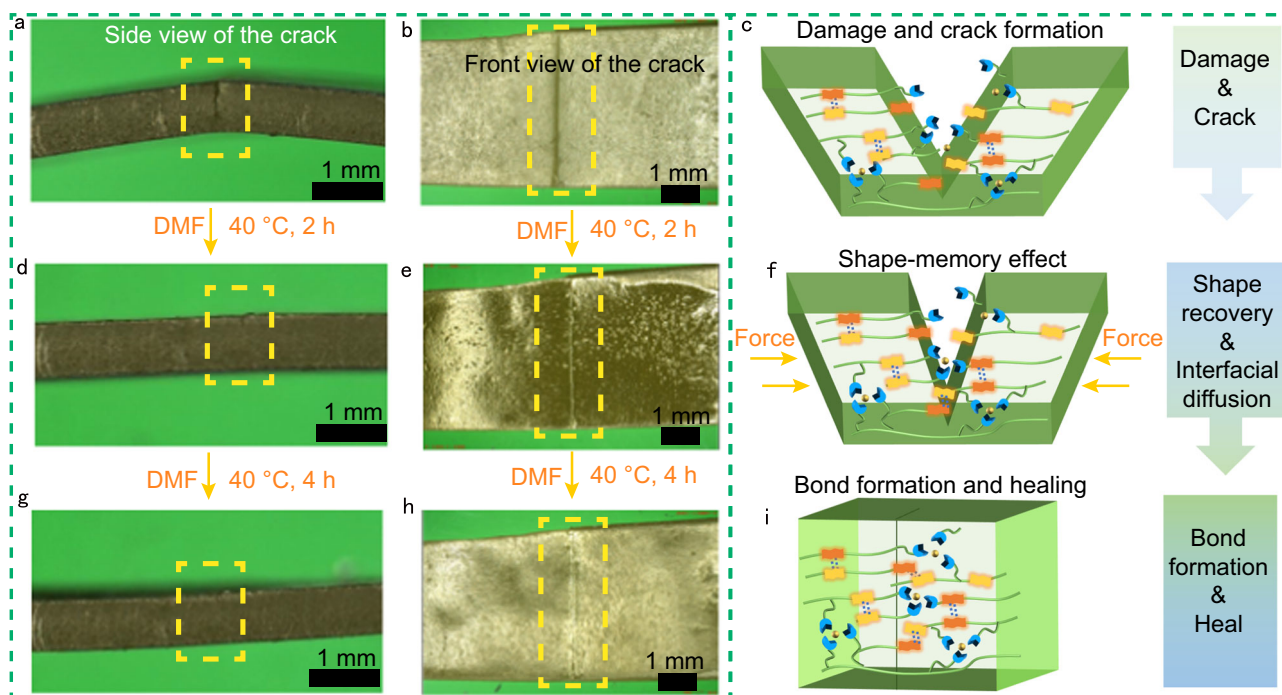 a
Side view of the crack
1 mm
b
Front view of the crack
1 mm
c
Damage and crack formation
Damage
&
Crack
DMF 40 °C, 2 h
DMF 40 °C, 2 h
d
1 mm
e
1 mm
f
Shape-memory effect
Force
Force
Shape
recovery
&
Interfacial
diffusion
DMF 40 °C, 4 h
DMF 40 °C, 4 h
g
1 mm
h
1 mm
Bond formation and healing
i
Bond
formation
&
Heal